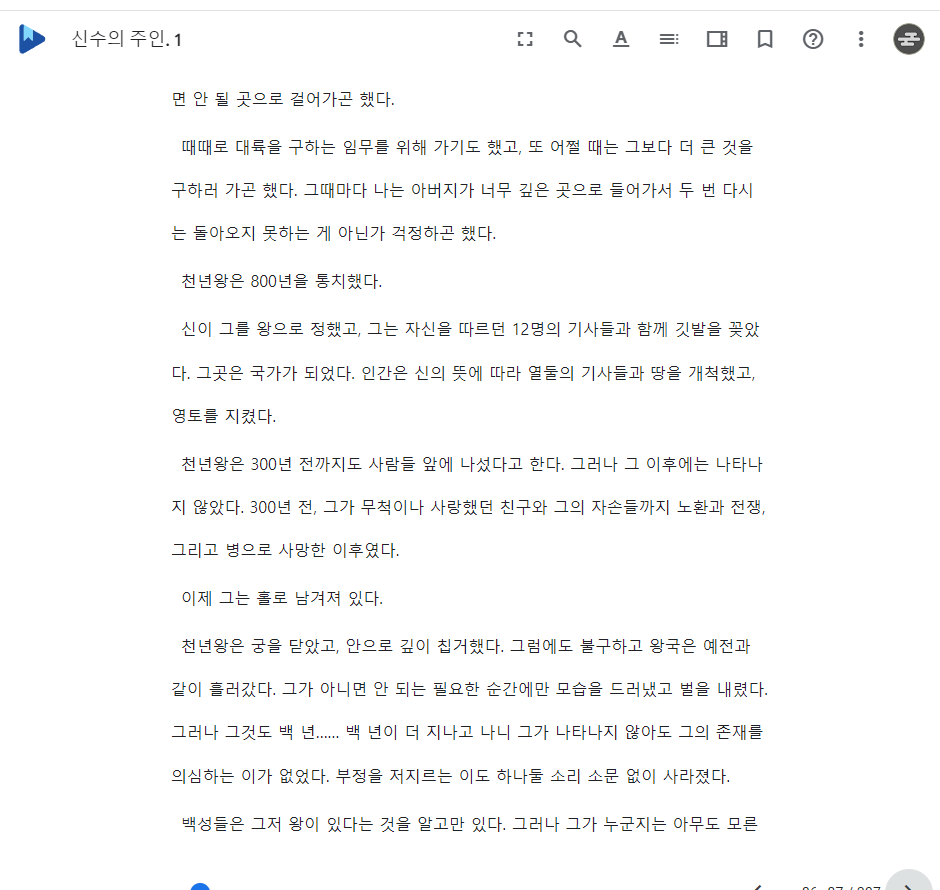 신수의 주인. 1
면 안 될 곳으로 걸어가곤 했다.
때때로 대륙을 구하는 임무를 위해 가기도 했고, 또 어쩔 때는 그보다 더 큰 것을
구하러 가곤 했다. 그때마다 나는 아버지가 너무 깊은 곳으로 들어가서 두 번 다시
는 돌아오지 못하는 게 아닌가 걱정하곤 했다.
천년왕은 800년을 통치했다.
신이 그를 왕으로 정했고, 그는 자신을 따르던 12명의 기사들과 함께 깃발을 꽂았
다. 그곳은 국가가 되었다. 인간은 신의 뜻에 따라 열둘의 기사들과 땅을 개척했고,
영토를 지켰다.
천년왕은 300년 전까지도 사람들 앞에 나섰다고 한다. 그러나 그 이후에는 나타나
지 않았다. 300년 전, 그가 무척이나 사랑했던 친구와 그의 자손들까지 노환과 전쟁,
그리고 병으로 사망한 이후였다.
이제 그는 홀로 남겨져 있다.
천년왕은 궁을 닫았고, 안으로 깊이 칩거했다. 그럼에도 불구하고 왕국은 예전과
같이 흘러갔다. 그가 아니면 안 되는 필요한 순간에만 모습을 드러냈고 벌을 내렸다.
그러나 그것도 백 년...... 백 년이 더 지나고 나니 그가 나타나지 않아도 그의 존재를
의심하는 이가 없었다. 부정을 저지르는 이도 하나둘 소리 소문 없이 사라졌다.
백성들은 그저 왕이 있다는 것을 알고만 있다. 그러나 그가 누군지는 아무도 모른